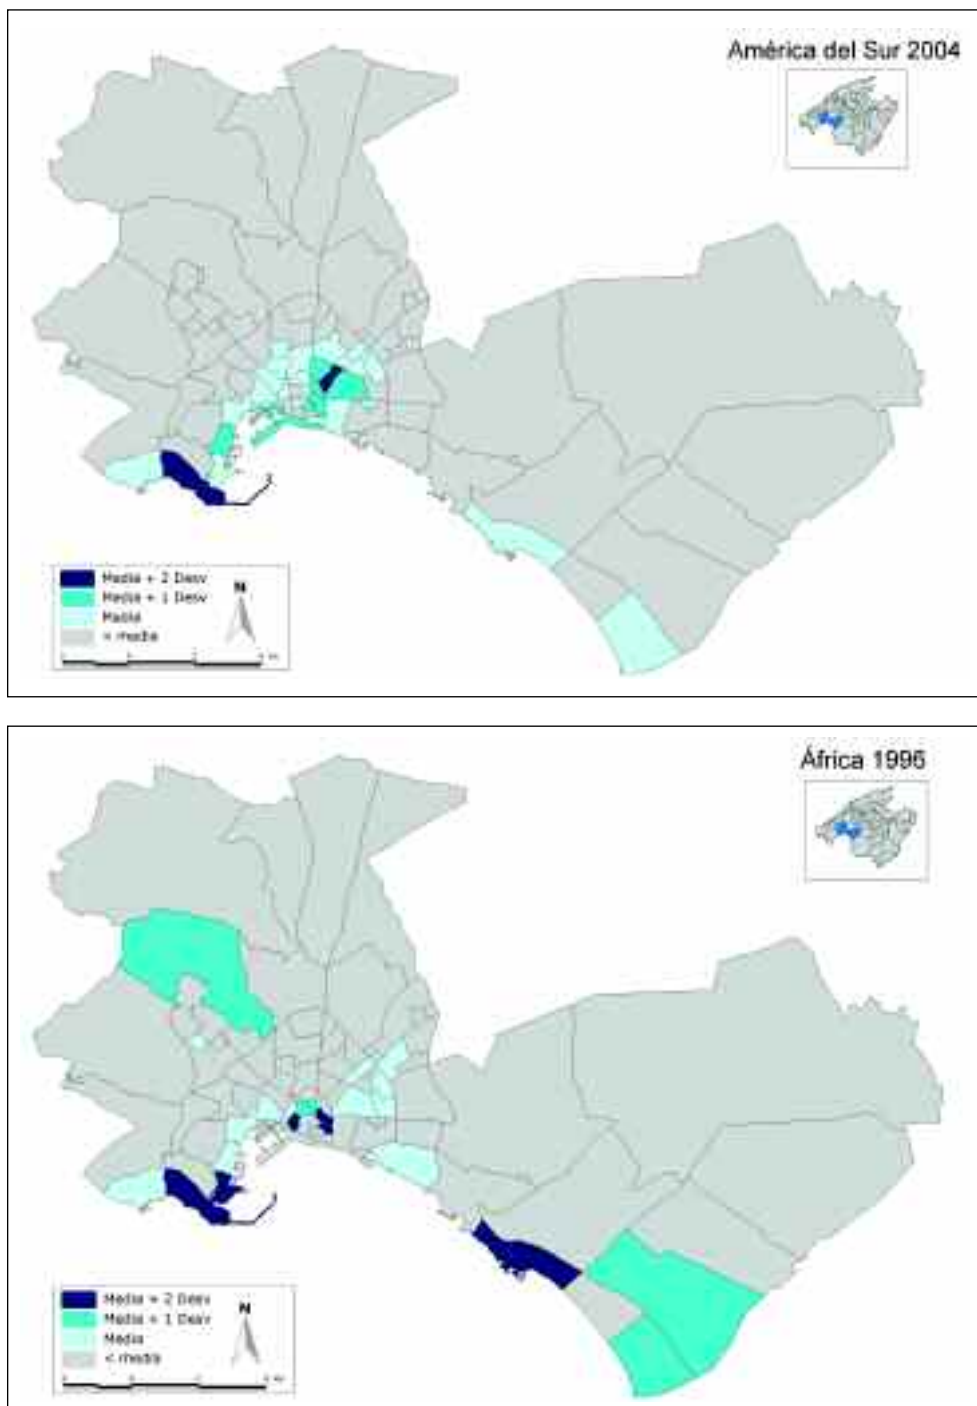 América del Sur 2004
Media + 2 Desv
Media + 1 Desv
Media
< media
N
África 1996
Media + 2 Desv
Media + 1 Desv
Media
< media
N